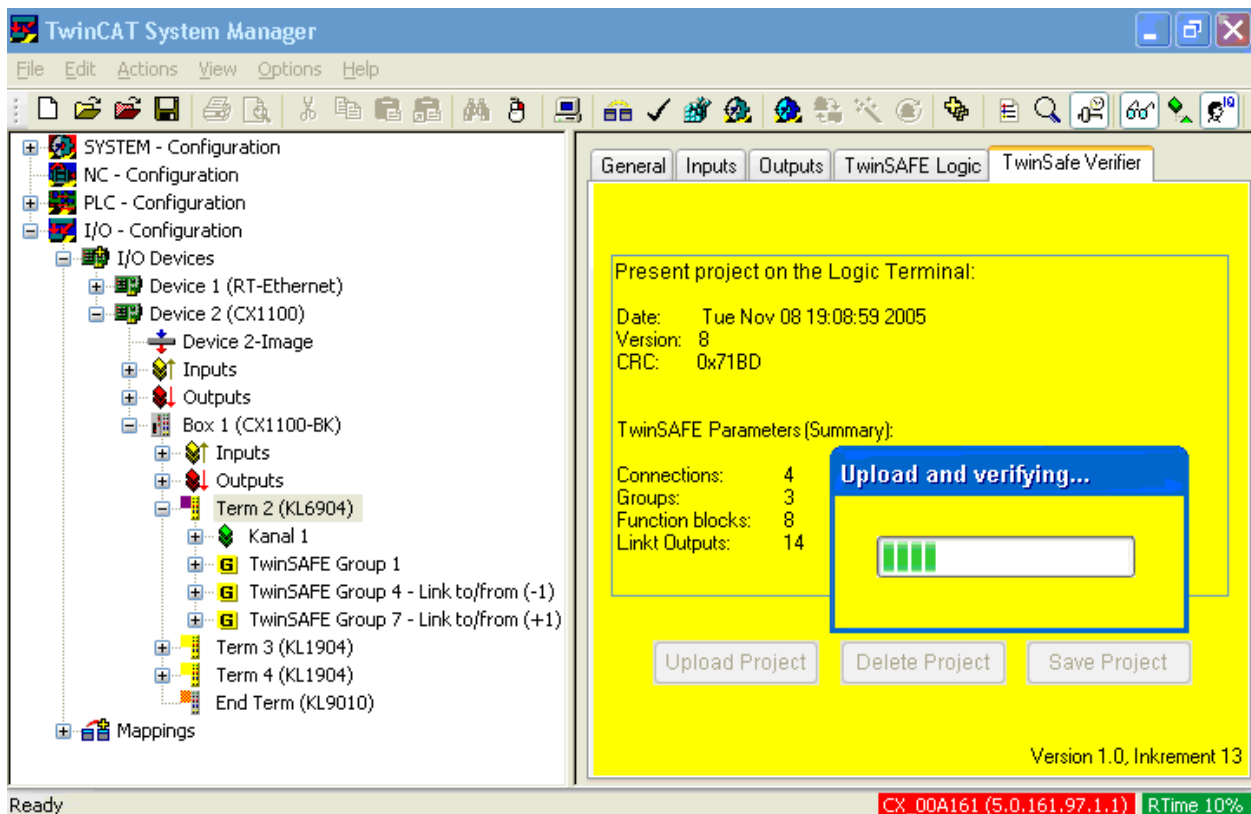 TwinCAT System Manager
File Edit Actions View Options Help
SYSTEM - Configuration
NC - Configuration
PLC - Configuration
I/O - Configuration
I/O Devices
Device 1 (RT-Ethernet)
Device 2 (CX1100)
Device 2-Image
Inputs
Outputs
Box 1 (CX1100-BK)
Inputs
Outputs
Term 2 (KL6904)
Kanal 1
G TwinSAFE Group 1
G TwinSAFE Group 4 - Link to/from (-1)
G TwinSAFE Group 7 - Link to/from (+1)
Term 3 (KL1904)
Term 4 (KL1904)
End Term (KL9010)
Mappings
General Inputs Outputs TwinSAFE Logic TwinSafe Verifier
Present project on the Logic Terminal:
Date: Tue Nov 08 19:08:59 2005
Version: 8
CRC: 0x71BD
TwinSAFE Parameters (Summary):
Connections: 4
Groups: 3
Function blocks: 8
Linkt Outputs: 14
Upload and verifying...
Upload Project Delete Project Save Project
Version 1.0, Inkrement 13
Ready CX_00A161 (5.0.161.97.1.1) RTime 10%